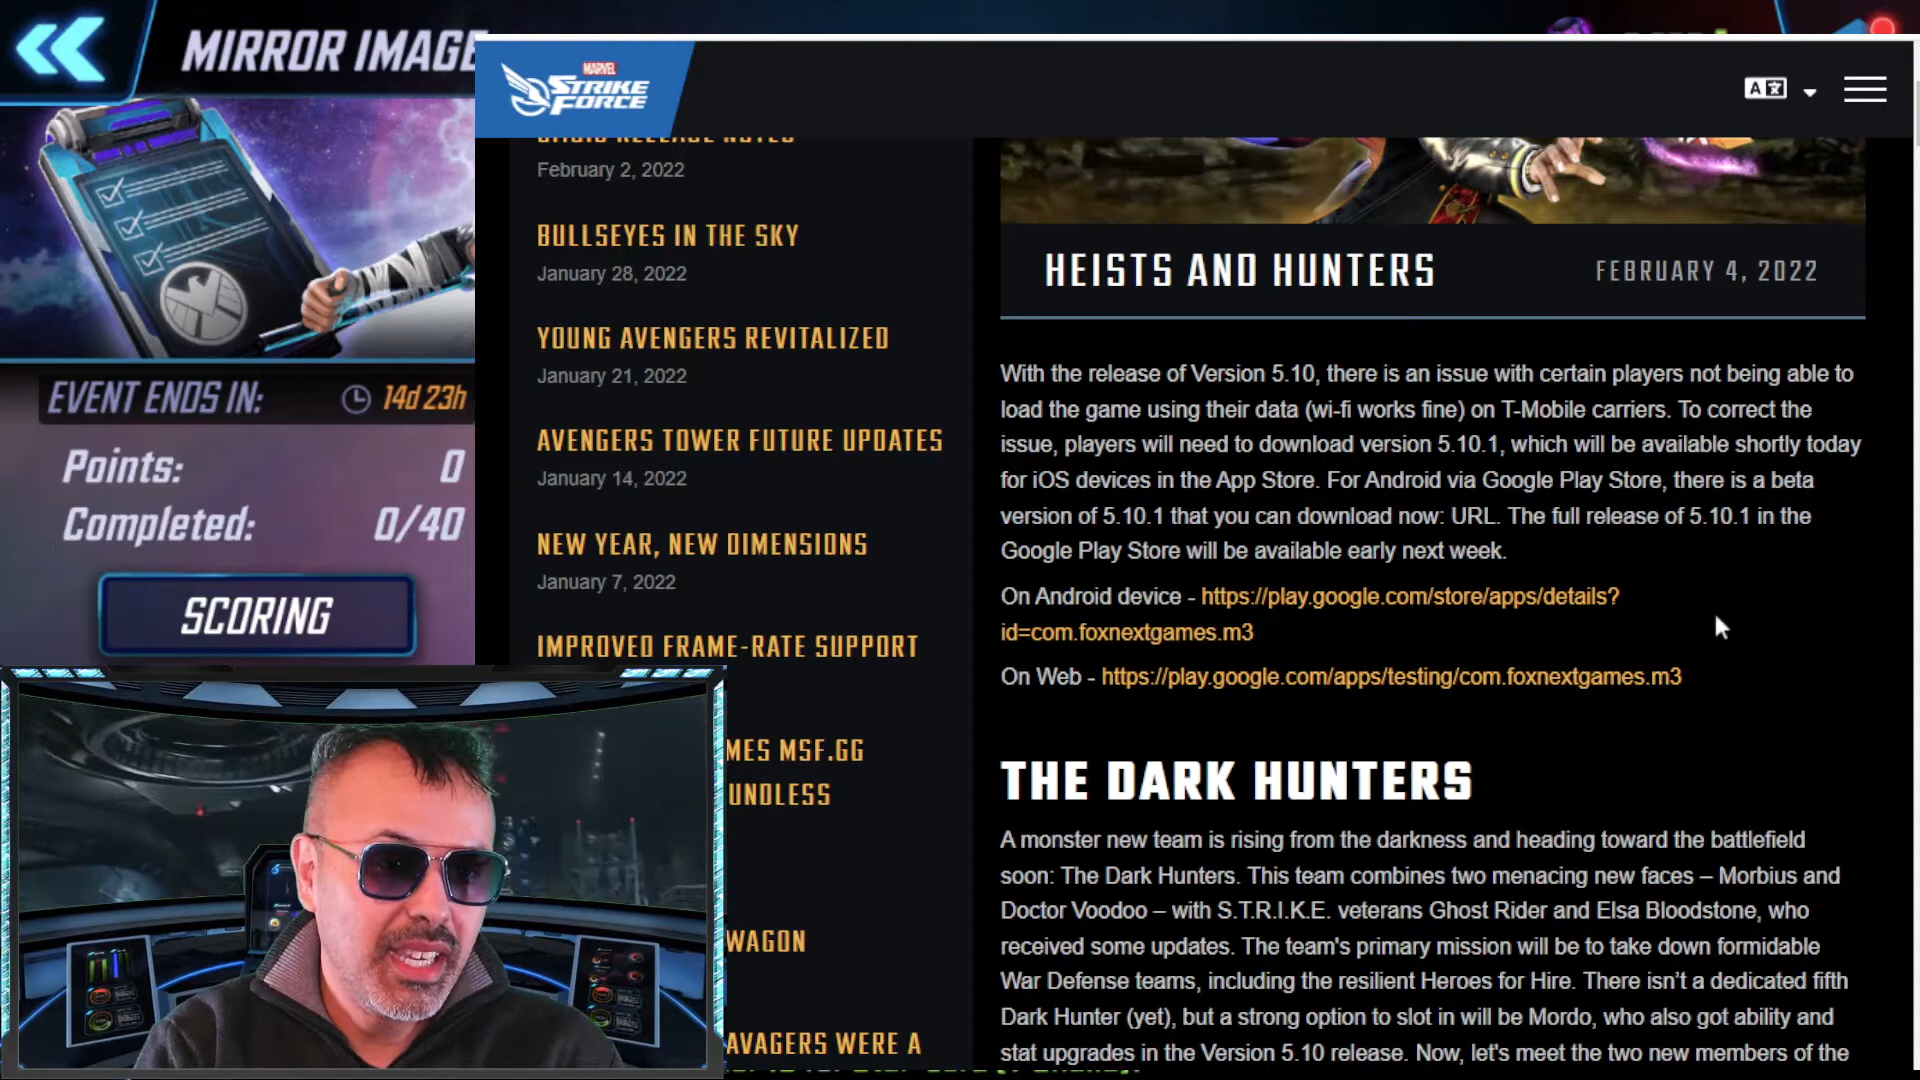 MIRROR IMAGE
EVENT ENDS IN: 14d 23h
Points: 0
Completed: 0/40
SCORING
MARVEL
STRIKE
FORCE
February 2, 2022
BULLSEYES IN THE SKY
January 28, 2022
YOUNG AVENGERS REVITALIZED
January 21, 2022
AVENGERS TOWER FUTURE UPDATES
January 14, 2022
NEW YEAR, NEW DIMENSIONS
January 7, 2022
IMPROVED FRAME-RATE SUPPORT
MES MSF.GG
UNDLESS
WAGON
AVAGERS WERE A
HEISTS AND HUNTERS
FEBRUARY 4, 2022
With the release of Version 5.10, there is an issue with certain players not being able to
load the game using their data (wi-fi works fine) on T-Mobile carriers. To correct the
issue, players will need to download version 5.10.1, which will be available shortly today
for iOS devices in the App Store. For Android via Google Play Store, there is a beta
version of 5.10.1 that you can download now: URL. The full release of 5.10.1 in the
Google Play Store will be available early next week.
On Android device - https://play.google.com/store/apps/details?
id=com.foxnextgames.m3
On Web - https://play.google.com/apps/testing/com.foxnextgames.m3
THE DARK HUNTERS
A monster new team is rising from the darkness and heading toward the battlefield
soon: The Dark Hunters. This team combines two menacing new faces – Morbius and
Doctor Voodoo – with S.T.R.I.K.E. veterans Ghost Rider and Elsa Bloodstone, who
received some updates. The team's primary mission will be to take down formidable
War Defense teams, including the resilient Heroes for Hire. There isn’t a dedicated fifth
Dark Hunter (yet), but a strong option to slot in will be Mordo, who also got ability and
stat upgrades in the Version 5.10 release. Now, let's meet the two new members of the